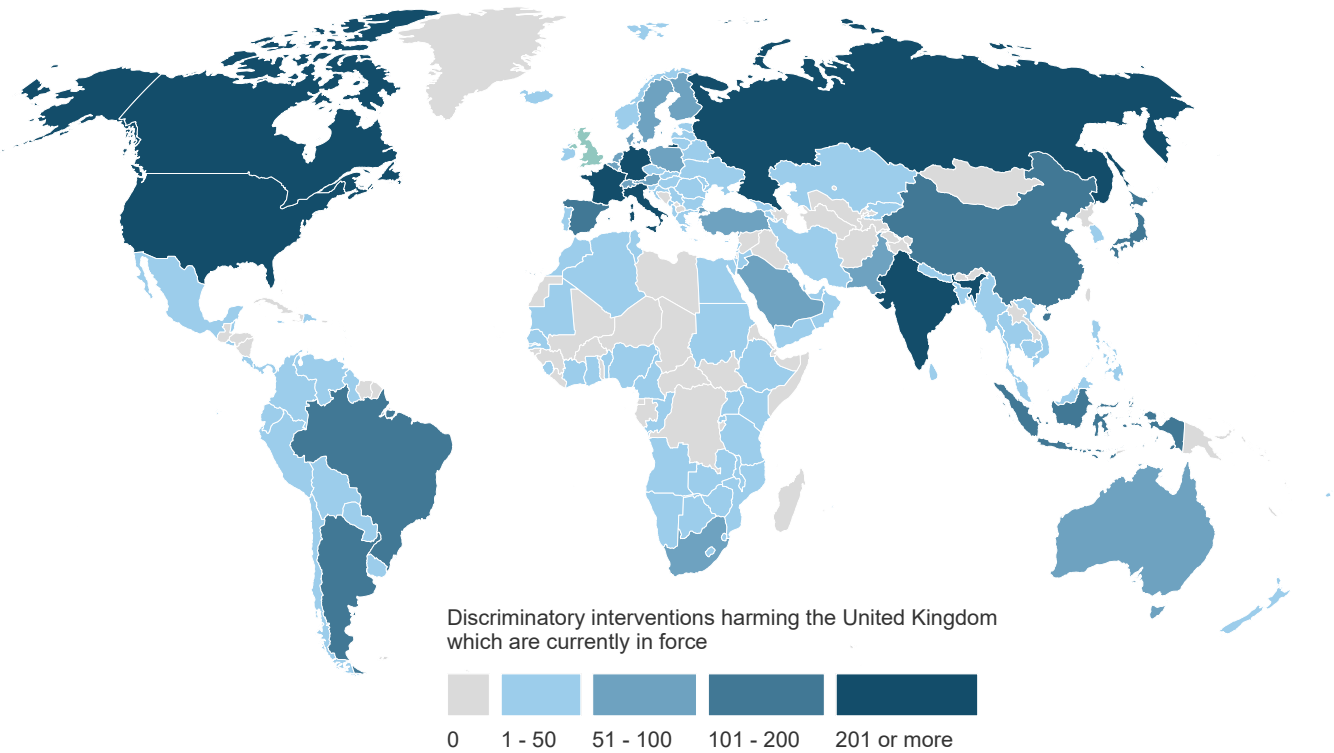 Discriminatory interventions harming the United Kingdom
which are currently in force
0 1 - 50 51 - 100 101 - 200 201 or more